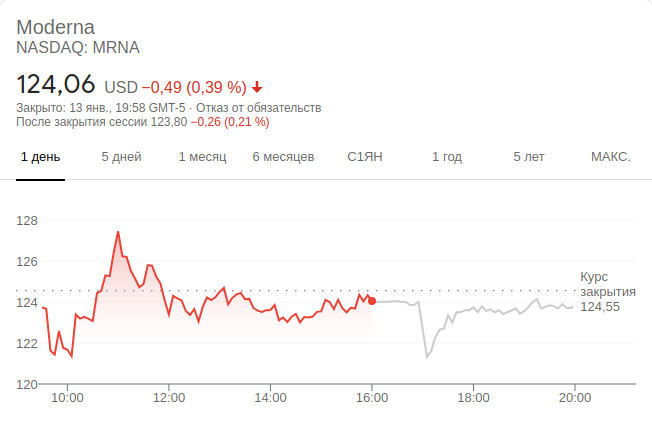 Moderna
NASDAQ: MRNA
124,06 USD −0,49 (0,39 %)
Закрыто: 13 янв., 19:58 GMT-5 · Отказ от обязательств
После закрытия сессии 123,80 −0,26 (0,21 %)
1 день 5 дней 1 месяц 6 месяцев С1ЯН 1 год 5 лет МАКС.
128
126
124
122
120
Курс
закрытия
124,55
10:00 12:00 14:00 16:00 18:00 20:00